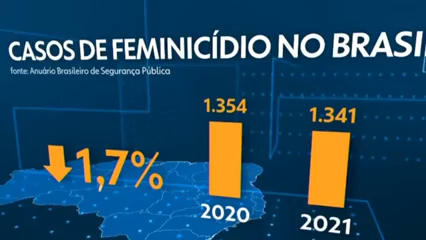 CASOS DE FEMINICÍDIO NO BRASI
fonte: Anuário Brasileiro de Segurança Pública
1.354
1.341
1,7%
2020
2021